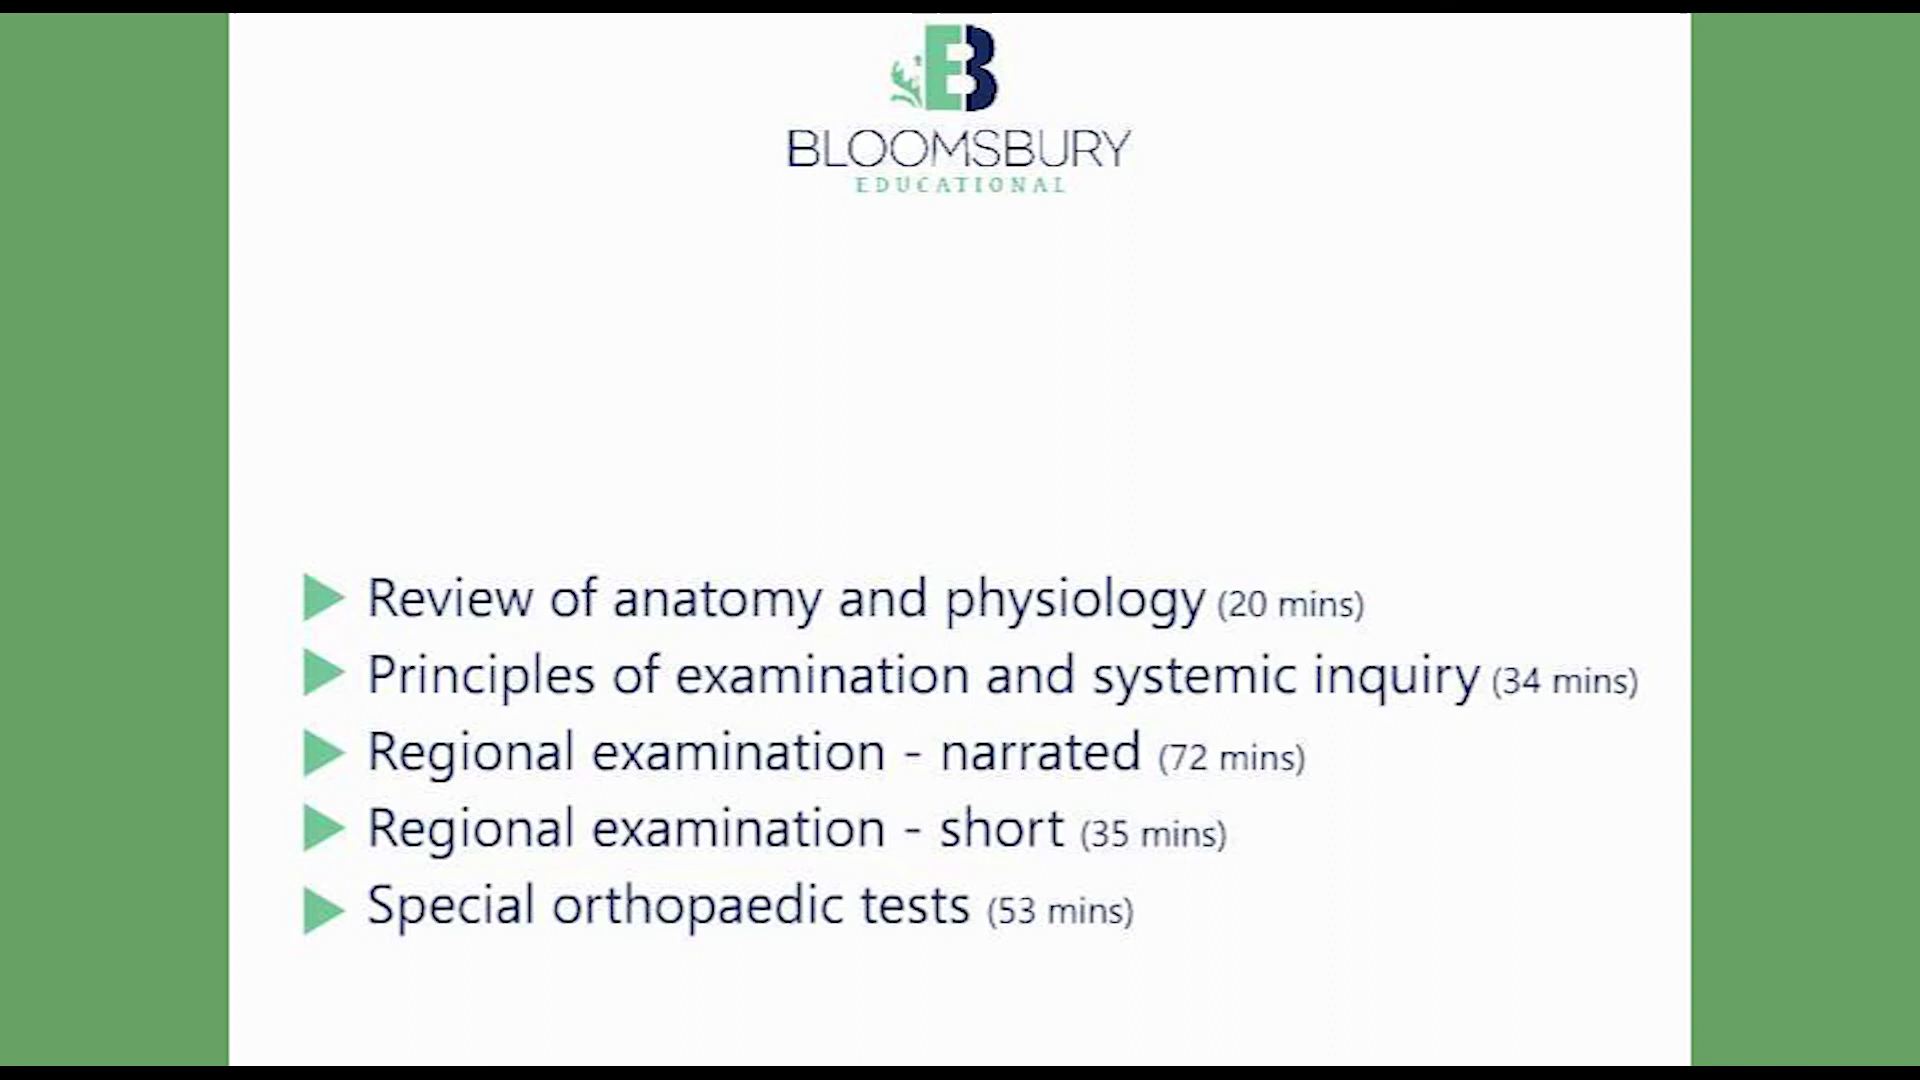 EB
BLOOMSBURY
EDUCATIONAL
Review of anatomy and physiology (20 mins)
Principles of examination and systemic inquiry (34 mins)
Regional examination - narrated (72 mins)
Regional examination - short (35 mins)
Special orthopaedic tests (53 mins)